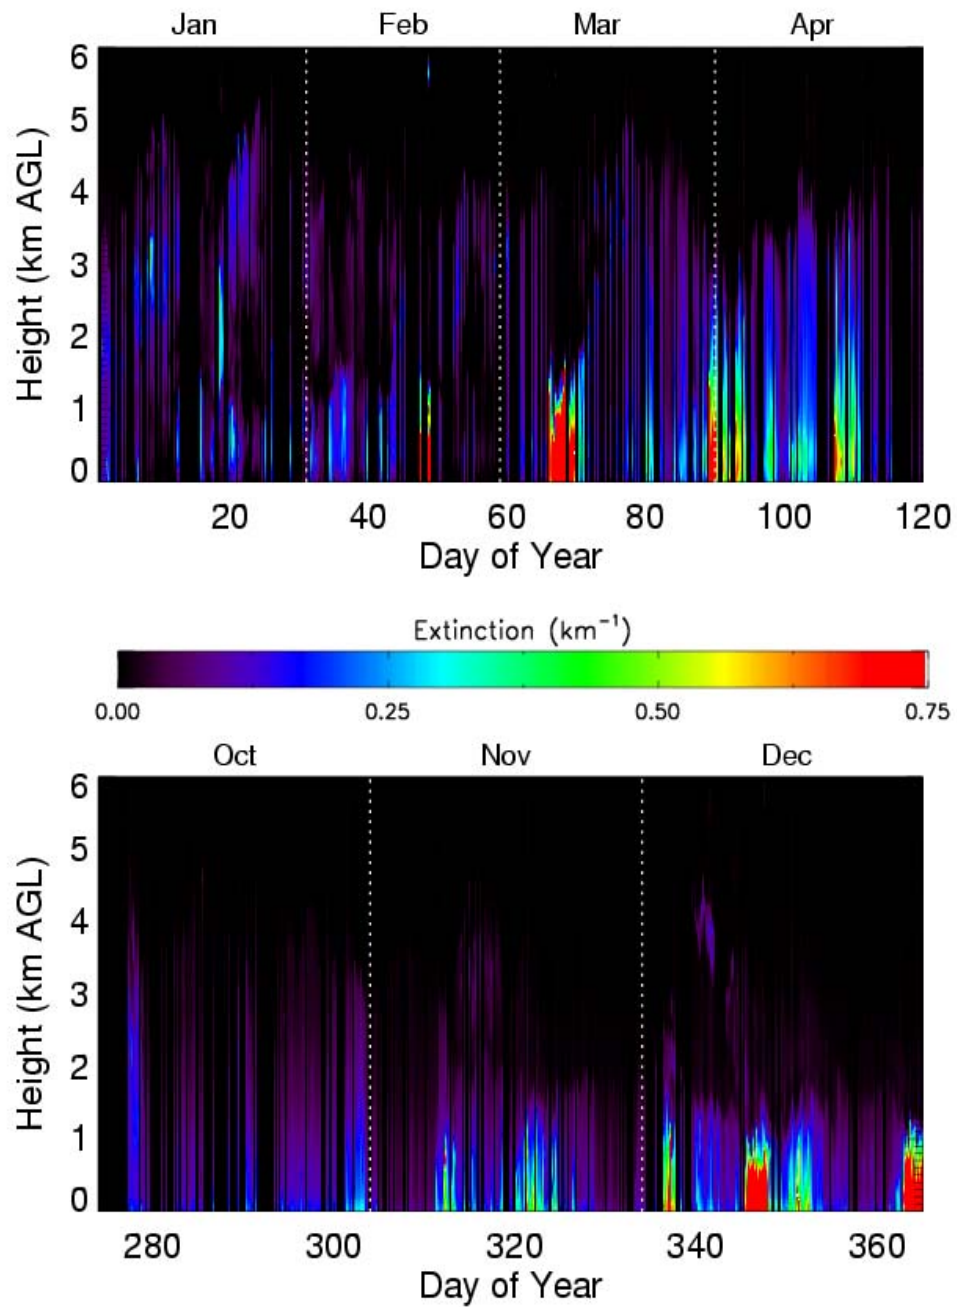 Jan Feb Mar Apr
6
5
4
3
2
1
0
Height (km AGL)
20 40 60 80 100 120
Day of Year
Extinction (km⁻¹)
0.00 0.25 0.50 0.75
Oct Nov Dec
6
5
4
3
2
1
0
Height (km AGL)
280 300 320 340 360
Day of Year